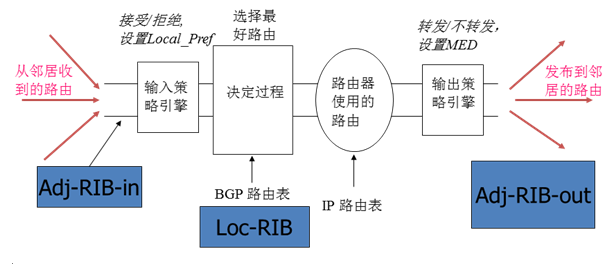 接受/拒绝,
设置Local_Pref
选择最
好路由
转发/不转发，
设置MED
从邻居收
到的路由
输入策
略引擎
决定过程
路由器
使用的
路由
输出策
略引擎
发布到邻
居的路由
Adj-RIB-in
BGP 路由表
Loc-RIB
IP 路由表
Adj-RIB-out